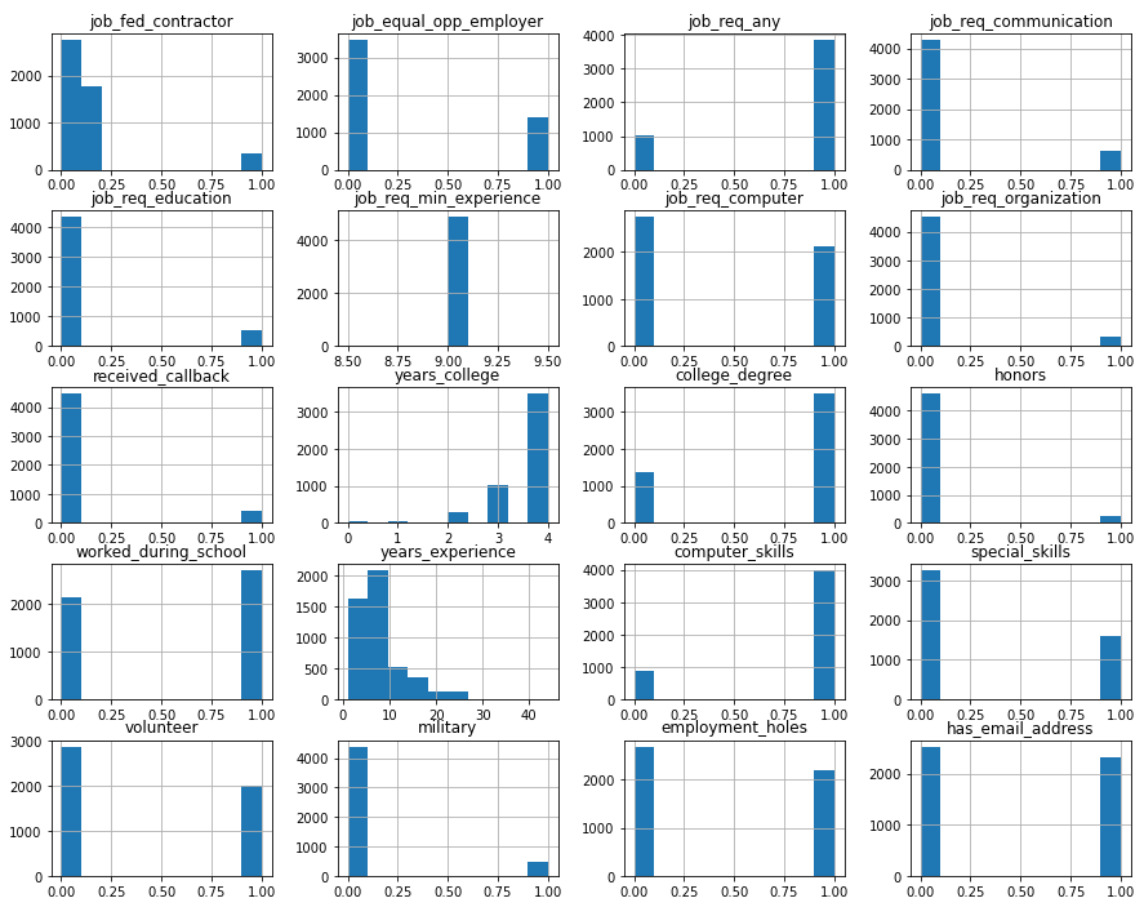 job_fed_contractor job_equal_opp_employer job_req_any job_req_communication
2000 1000 0 3000 2000 1000 0 4000 3000 2000 1000 0 4000 3000 2000 1000 0
0.00 0.25 0.50 0.75 1.00 0.00 0.25 0.50 0.75 1.00 0.00 0.25 0.50 0.75 1.00 0.00 0.25 0.50 0.75 1.00
job_req_education job_req_min_experience job_req_computer job_req_organization
4000 3000 2000 1000 0 4000 2000 0 2000 1000 0 4000 3000 2000 1000 0
0.00 0.25 0.50 0.75 1.00 8.50 8.75 9.00 9.25 9.50 0.00 0.25 0.50 0.75 1.00 0.00 0.25 0.50 0.75 1.00
received_callback years_college college_degree honors
4000 3000 2000 1000 0 3000 2000 1000 0 3000 2000 1000 0 4000 3000 2000 1000 0
0.00 0.25 0.50 0.75 1.00 0 1 2 3 4 0.00 0.25 0.50 0.75 1.00 0.00 0.25 0.50 0.75 1.00
worked_during_school years_experience computer_skills special_skills
2000 1000 0 2000 1500 1000 500 0 4000 3000 2000 1000 0 3000 2000 1000 0
0.00 0.25 0.50 0.75 1.00 0 10 20 30 40 0.00 0.25 0.50 0.75 1.00 0.00 0.25 0.50 0.75 1.00
volunteer military employment_holes has_email_address
3000 2000 1000 0 4000 3000 2000 1000 0 2000 1000 0 2000 1000 0
0.00 0.25 0.50 0.75 1.00 0.00 0.25 0.50 0.75 1.00 0.00 0.25 0.50 0.75 1.00 0.00 0.25 0.50 0.75 1.00